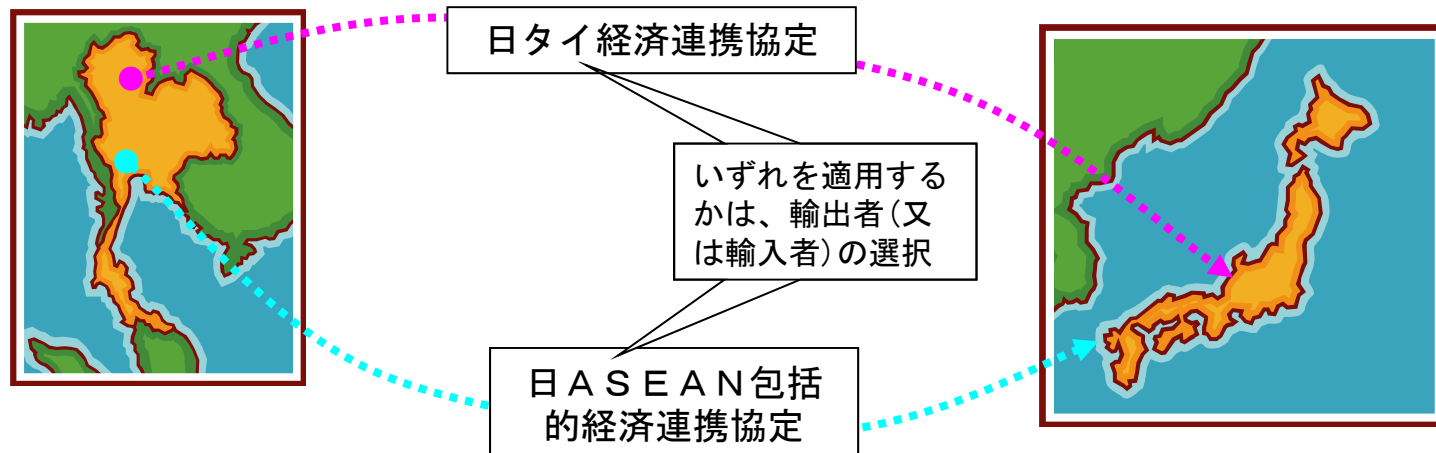 日タイ経済連携協定
いずれを適用する
かは、輸出者(又
は輸入者)の選択
日ＡＳＥＡＮ包括
的経済連携協定